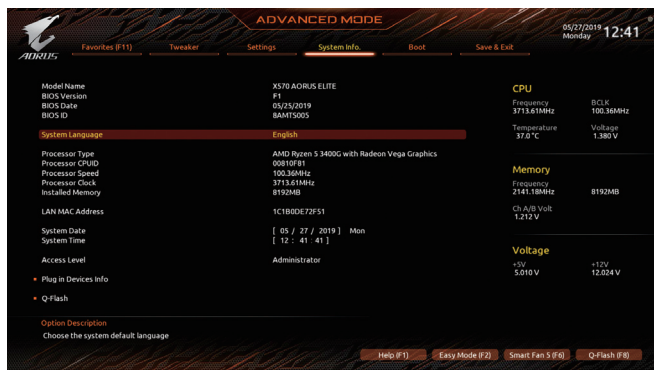 ADVANCED MODE
05/27/2019
Monday
12:41
AORUS
Favorites (F11) Tweaker Settings System Info. Boot Save & Exit
Model Name X570 AORUS ELITE
BIOS Version F1
BIOS Date 05/25/2019
BIOS ID 8AMTS005
System Language English
Processor Type AMD Ryzen 5 3400G with Radeon Vega Graphics
Processor CPUID 00810F81
Processor Speed 100.36MHz
Processor Clock 3713.61MHz
Installed Memory 8192MB
LAN MAC Address 1C1B0DE72F51
System Date [ 05 / 27 / 2019 ] Mon
System Time [ 12 : 41 : 41 ]
Access Level Administrator
Plug in Devices Info
Q-Flash
Option Description
Choose the system default language
CPU
Frequency BCLK
3713.61MHz 100.36MHz
Temperature Voltage
37.0 °C 1.380 V
Memory
Frequency
2141.18MHz 8192MB
Ch A/B Volt
1.212 V
Voltage
+5V +12V
5.010 V 12.024 V
Help (F1) Easy Mode (F2) Smart Fan 5 (F6) Q-Flash (F8)